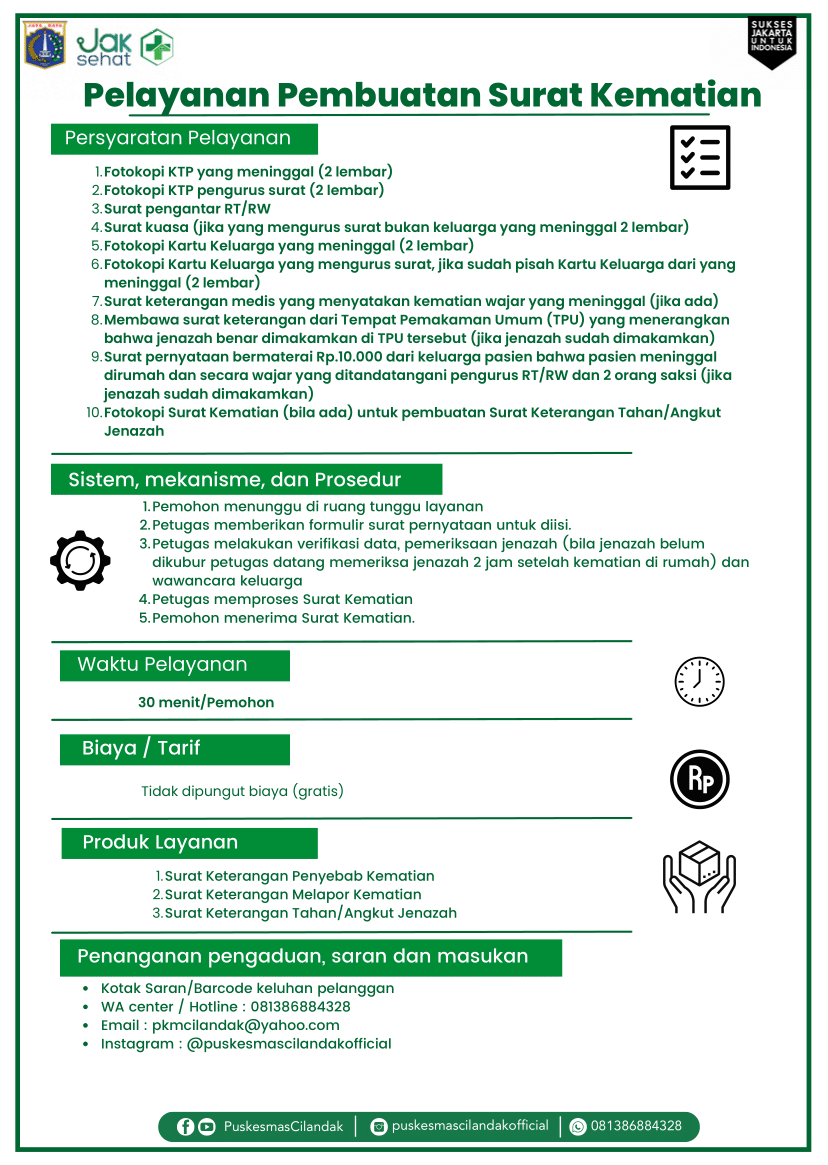 JAYA RAYA
Jak
sehat
SUKSES
JAKARTA
UNTUK
INDONESIA
Pelayanan Pembuatan Surat Kematian
Persyaratan Pelayanan
1. Fotokopi KTP yang meninggal (2 lembar)
2. Fotokopi KTP pengurus surat (2 lembar)
3. Surat pengantar RT/RW
4. Surat kuasa (jika yang mengurus surat bukan keluarga yang meninggal 2 lembar)
5. Fotokopi Kartu Keluarga yang meninggal (2 lembar)
6. Fotokopi Kartu Keluarga yang mengurus surat, jika sudah pisah Kartu Keluarga dari yang
meninggal (2 lembar)
7. Surat keterangan medis yang menyatakan kematian wajar yang meninggal (jika ada)
8. Membawa surat keterangan dari Tempat Pemakaman Umum (TPU) yang menerangkan
bahwa jenazah benar dimakamkan di TPU tersebut (jika jenazah sudah dimakamkan)
9. Surat pernyataan bermaterai Rp.10.000 dari keluarga pasien bahwa pasien meninggal
dirumah dan secara wajar yang ditandatangani pengurus RT/RW dan 2 orang saksi (jika
jenazah sudah dimakamkan)
10. Fotokopi Surat Kematian (bila ada) untuk pembuatan Surat Keterangan Tahan/Angkut
Jenazah
Sistem, mekanisme, dan Prosedur
1. Pemohon menunggu di ruang tunggu layanan
2. Petugas memberikan formulir surat pernyataan untuk diisi.
3. Petugas melakukan verifikasi data, pemeriksaan jenazah (bila jenazah belum
dikubur petugas datang memeriksa jenazah 2 jam setelah kematian di rumah) dan
wawancara keluarga
4. Petugas memproses Surat Kematian
5. Pemohon menerima Surat Kematian.
Waktu Pelayanan
30 menit/Pemohon
Biaya / Tarif
Tidak dipungut biaya (gratis)
Rp
Produk Layanan
1. Surat Keterangan Penyebab Kematian
2. Surat Keterangan Melapor Kematian
3. Surat Keterangan Tahan/Angkut Jenazah
Penanganan pengaduan, saran dan masukan
• Kotak Saran/Barcode keluhan pelanggan
• WA center / Hotline : 081386884328
• Email : pkmcilandak@yahoo.com
• Instagram : @puskesmascilandakofficial
PuskesmasCilandak | puskesmascilandakofficial | 081386884328